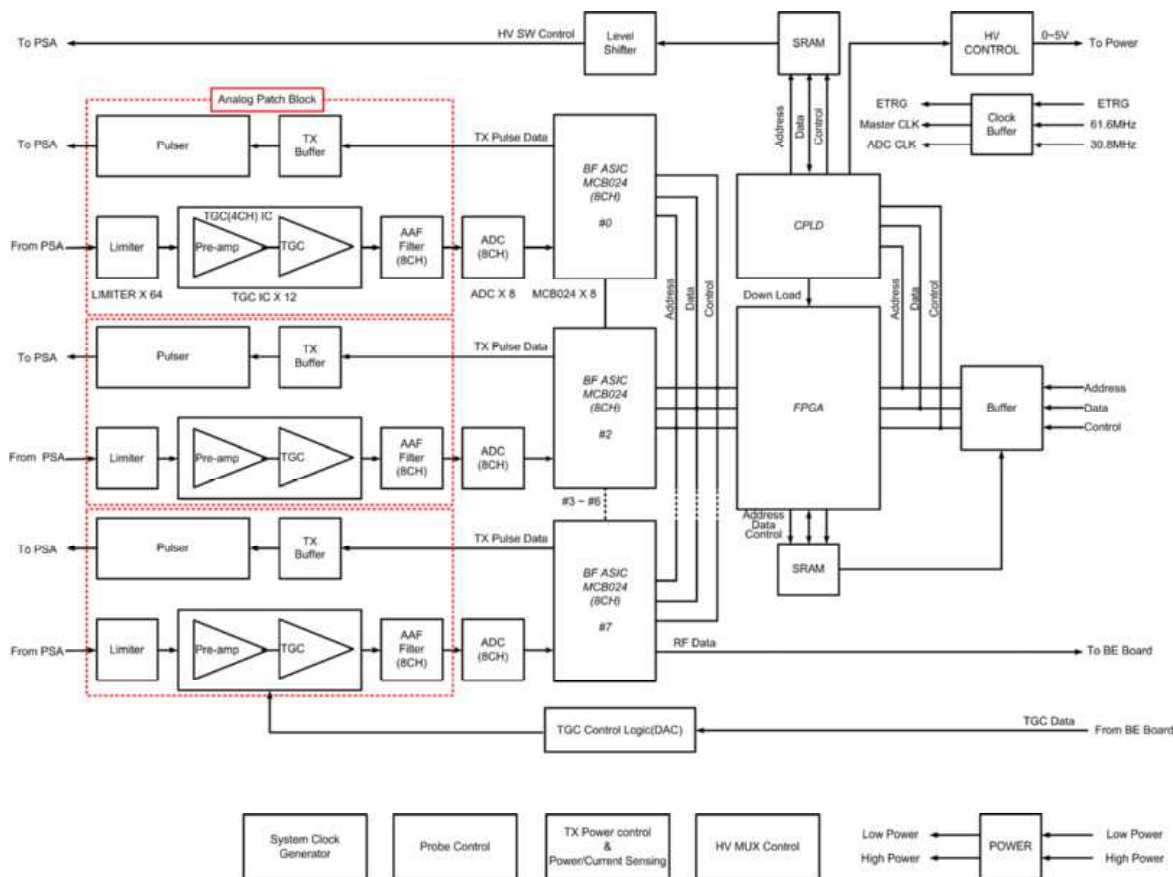 To PSA
HV SW Control
Level
Shifter
SRAM
HV
CONTROL
0~5V
To Power
Analog Patch Block
Address
Data
Control
ETRG
Master CLK
ADC CLK
Clock
Buffer
ETRG
61.6MHz
30.8MHz
To PSA
Pulser
TX
Buffer
TX Pulse Data
BF ASIC
MCB024
(8CH)
#0
CPLD
From PSA
Limiter
TGC(4CH) IC
Pre-amp
TGC
AAF
Filter
(8CH)
ADC
(8CH)
LIMITER X 64
TGC IC X 12
ADC X 8
MCB024 X 8
Address
Data
Control
Down Load
Address
Data
Control
To PSA
Pulser
TX
Buffer
TX Pulse Data
BF ASIC
MCB024
(8CH)
#2
FPGA
Buffer
Address
Data
Control
From PSA
Limiter
Pre-amp
TGC
AAF
Filter
(8CH)
ADC
(8CH)
#3 ~ #6
Address
Data
Control
SRAM
To PSA
Pulser
TX
Buffer
TX Pulse Data
BF ASIC
MCB024
(8CH)
#7
From PSA
Limiter
Pre-amp
TGC
AAF
Filter
(8CH)
ADC
(8CH)
RF Data
To BE Board
TGC Control Logic(DAC)
TGC Data
From BE Board
System Clock
Generator
Probe Control
TX Power control
&
Power/Current Sensing
HV MUX Control
Low Power
High Power
POWER
Low Power
High Power